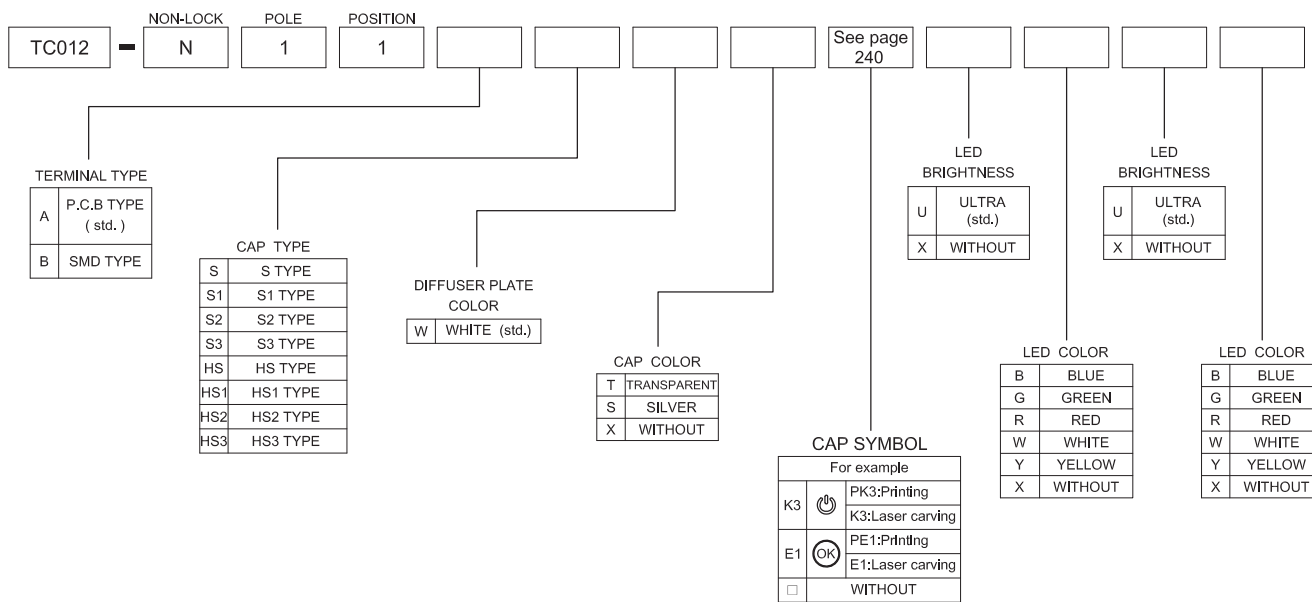 NON-LOCK POLE POSITION
TC012 - N 1 1 See page
240
TERMINAL TYPE
A P.C.B TYPE
( std. )
B SMD TYPE
CAP TYPE
S S TYPE
S1 S1 TYPE
S2 S2 TYPE
S3 S3 TYPE
HS HS TYPE
HS1 HS1 TYPE
HS2 HS2 TYPE
HS3 HS3 TYPE
DIFFUSER PLATE
COLOR
W WHITE (std.)
CAP COLOR
T TRANSPARENT
S SILVER
X WITHOUT
CAP SYMBOL
For example
K3 PK3:Printing
K3:Laser carving
E1 OK PE1:Printing
E1:Laser carving
□ WITHOUT
LED
BRIGHTNESS
U ULTRA
(std.)
X WITHOUT
LED COLOR
B BLUE
G GREEN
R RED
W WHITE
Y YELLOW
X WITHOUT
LED
BRIGHTNESS
U ULTRA
(std.)
X WITHOUT
LED COLOR
B BLUE
G GREEN
R RED
W WHITE
Y YELLOW
X WITHOUT